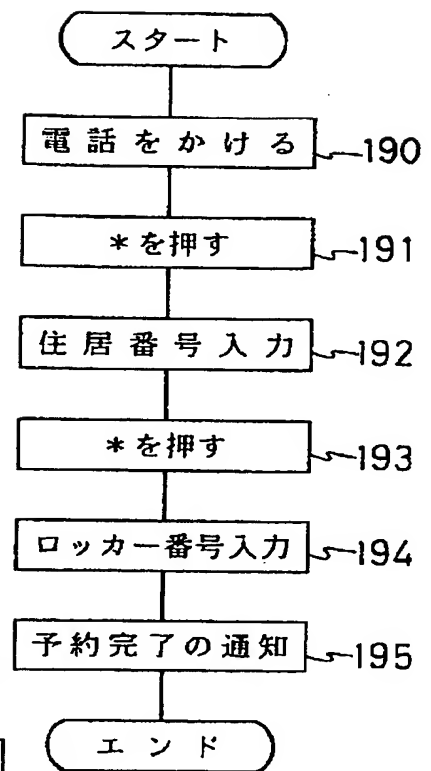 スタート
電話をかける 190
*を押す 191
住居番号入力 192
*を押す 193
ロッカー番号入力 194
予約完了の通知 195
エンド